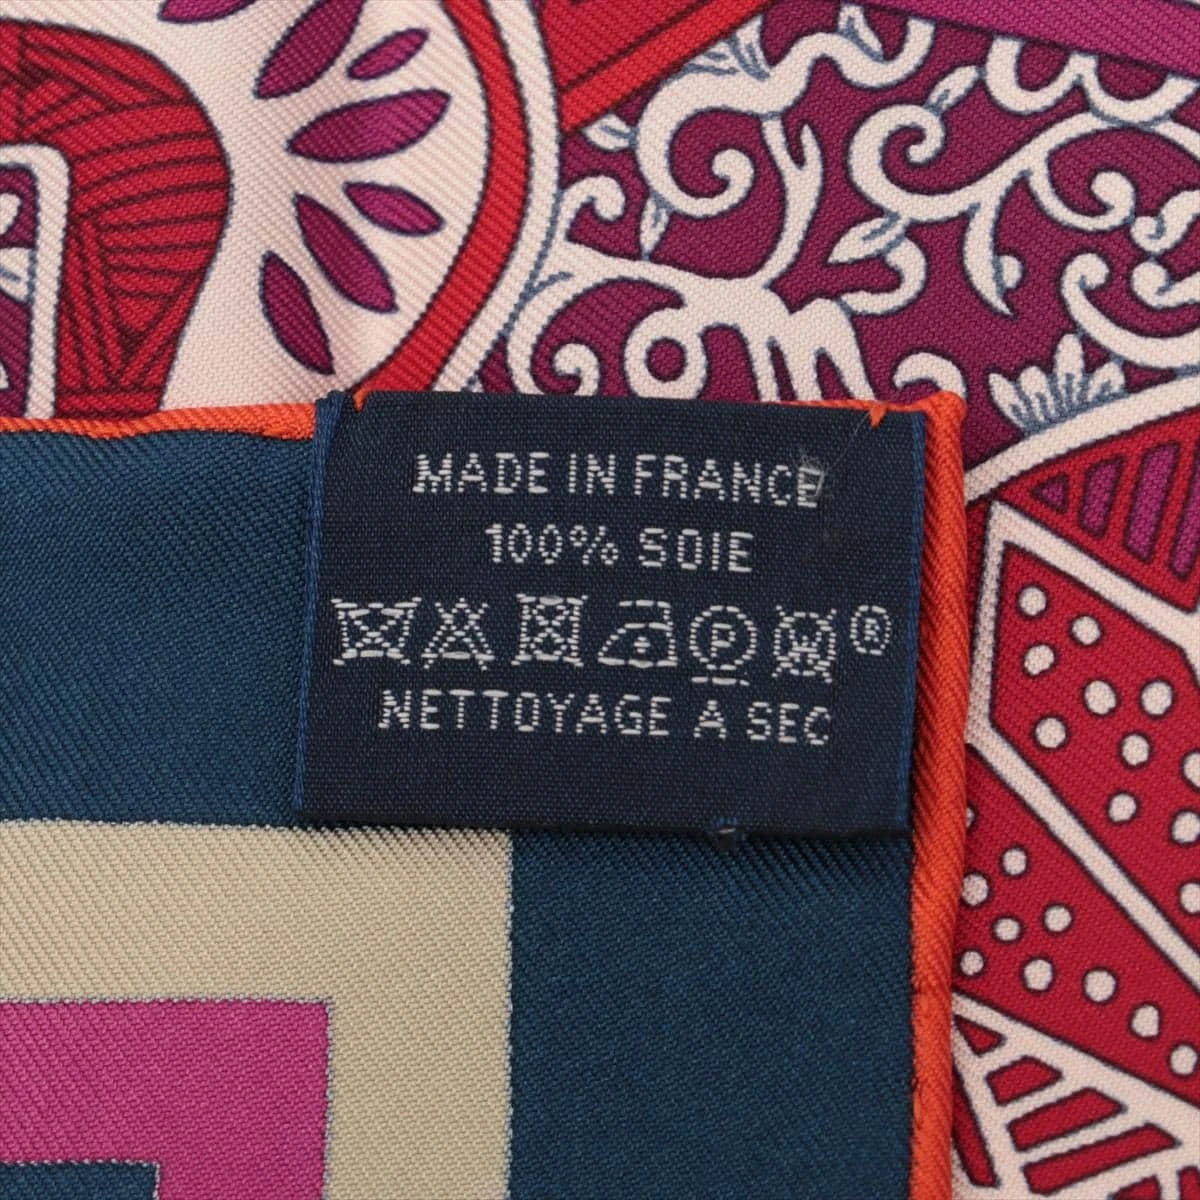 MADE IN FRANCE
100% SOIE
P W ®
NETTOYAGE A SEC